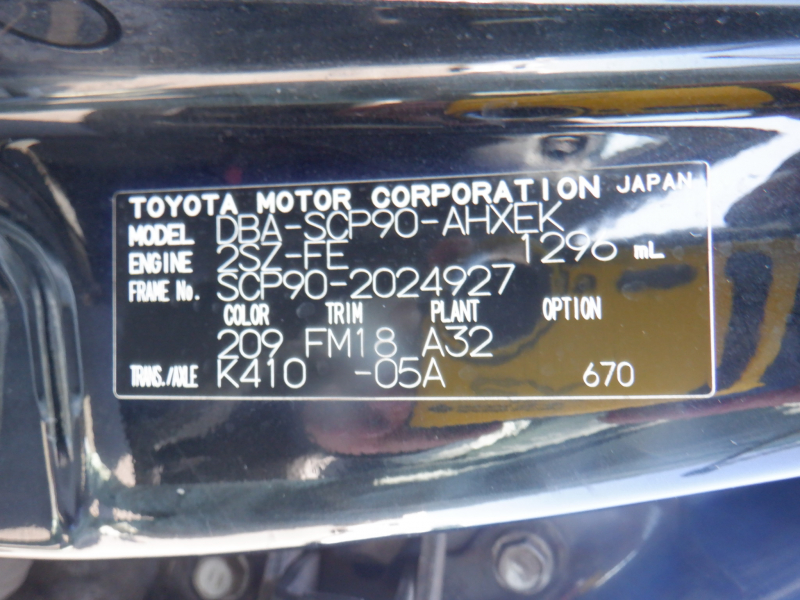 TOYOTA MOTOR CORPORATION JAPAN
MODEL DBA-SCP90-AHXEK
ENGINE 2SZ-FE 1296 mL
FRAME No. SCP90-2024927
COLOR TRIM PLANT OPTION
209 FM18 A32
TRANS./AXLE K410 -05A 670